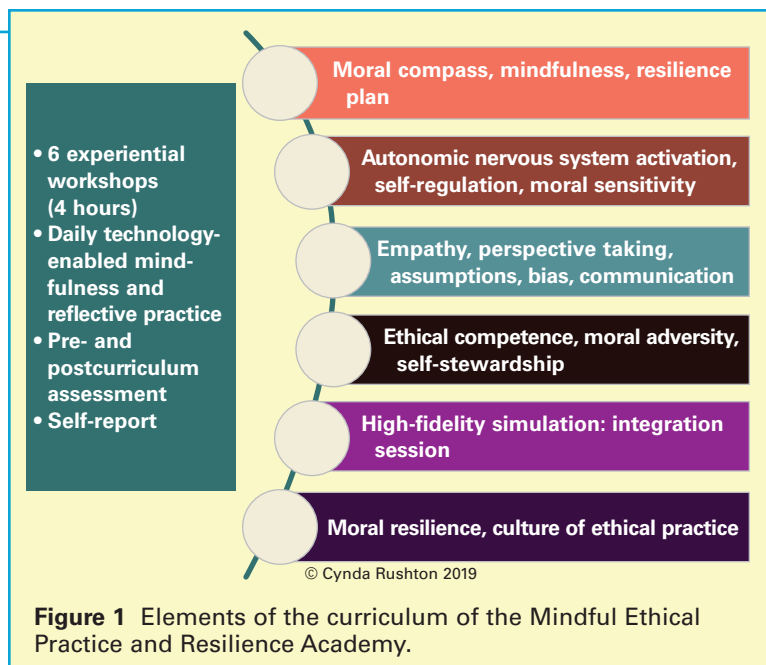 • 6 experiential
workshops
(4 hours)
• Daily technology-
enabled mind-
fulness and
reflective practice
• Pre- and
postcurriculum
assessment
• Self-report
Moral compass, mindfulness, resilience
plan
Autonomic nervous system activation,
self-regulation, moral sensitivity
Empathy, perspective taking,
assumptions, bias, communication
Ethical competence, moral adversity,
self-stewardship
High-fidelity simulation: integration
session
Moral resilience, culture of ethical practice
© Cynda Rushton 2019
Figure 1 Elements of the curriculum of the Mindful Ethical
Practice and Resilience Academy.